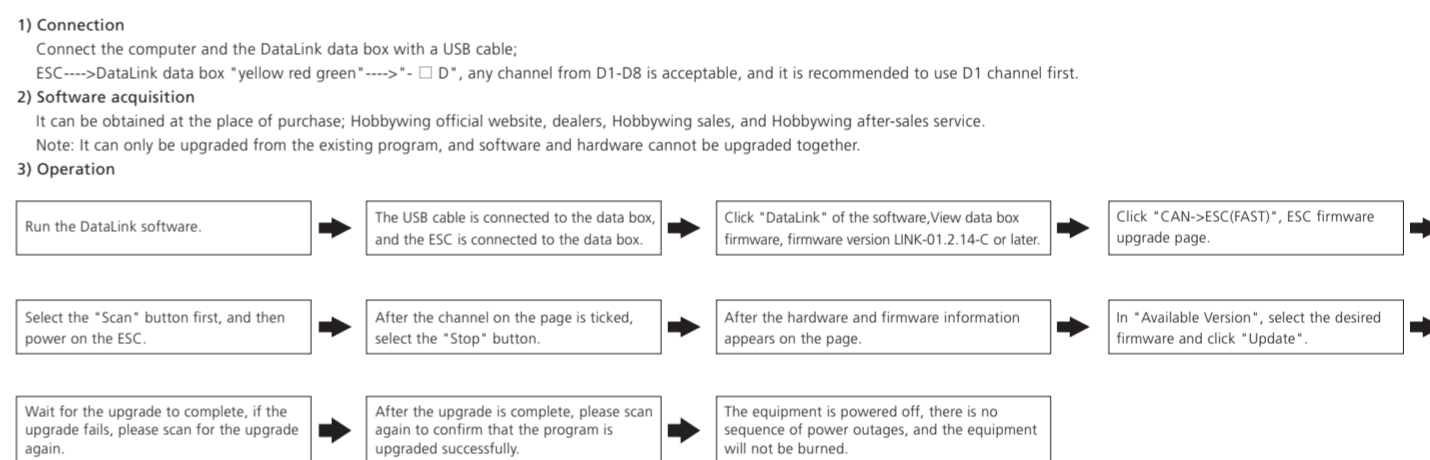 1) Connection
Connect the computer and the DataLink data box with a USB cable;
ESC---->DataLink data box "yellow red green"---->"- □ D", any channel from D1-D8 is acceptable, and it is recommended to use D1 channel first.
2) Software acquisition
It can be obtained at the place of purchase; Hobbywing official website, dealers, Hobbywing sales, and Hobbywing after-sales service.
Note: It can only be upgraded from the existing program, and software and hardware cannot be upgraded together.
3) Operation
Run the DataLink software.
The USB cable is connected to the data box,
and the ESC is connected to the data box.
Click "DataLink" of the software,View data box
firmware, firmware version LINK-01.2.14-C or later.
Click "CAN->ESC(FAST)", ESC firmware
upgrade page.
Select the "Scan" button first, and then
power on the ESC.
After the channel on the page is ticked,
select the "Stop" button.
After the hardware and firmware information
appears on the page.
In "Available Version", select the desired
firmware and click "Update".
Wait for the upgrade to complete, if the
upgrade fails, please scan for the upgrade
again.
After the upgrade is complete, please scan
again to confirm that the program is
upgraded successfully.
The equipment is powered off, there is no
sequence of power outages, and the equipment
will not be burned.